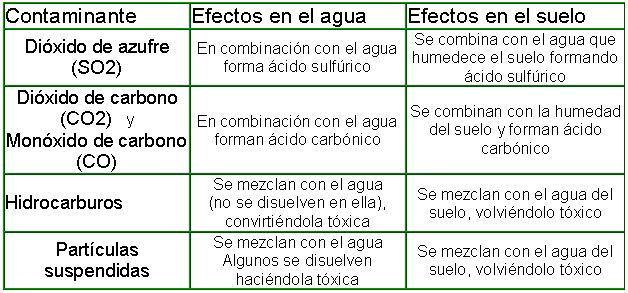 Contaminante
Efectos en el agua
Efectos en el suelo
Dióxido de azufre
(SO2)
En combinación con el agua
forma ácido sulfúrico
Se combina con el agua que
humedece el suelo formando
ácido sulfúrico
Dióxido de carbono
(CO2) y
Monóxido de carbono
(CO)
En combinación con el agua
forman ácido carbónico
Se combinan con la humedad
del suelo y forman ácido
carbónico
Hidrocarburos
Se mezclan con el agua
(no se disuelven en ella),
convirtiéndola tóxica
Se mezclan con el agua del
suelo, volviéndolo tóxico
Partículas
suspendidas
Se mezclan con el agua
Algunos se disuelven
haciéndola tóxica
Se mezclan con el agua del
suelo, volviéndolo tóxico